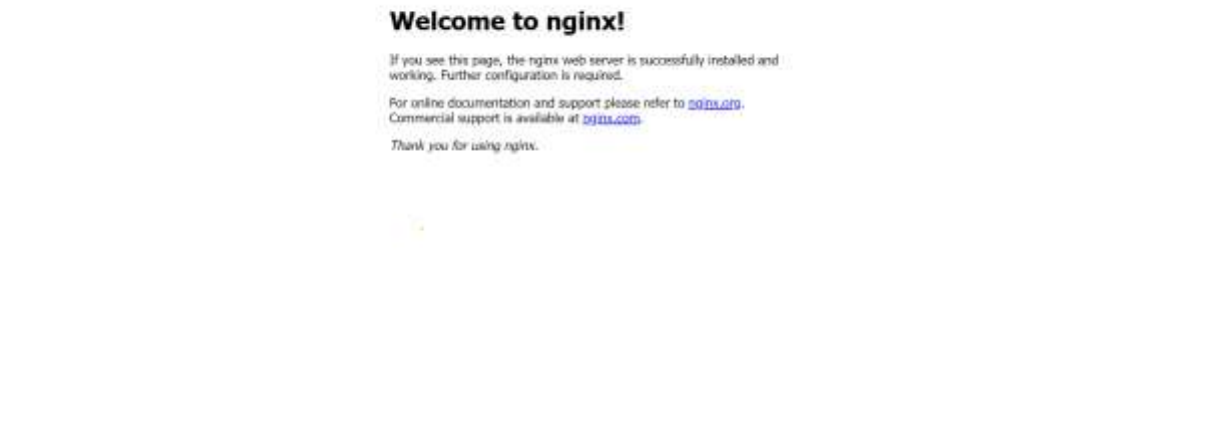 Welcome to nginx!
If you see this page, the nginx web server is successfully installed and
working. Further configuration is required.
For online documentation and support please refer to nginx.org.
Commercial support is available at nginx.com.
Thank you for using nginx.